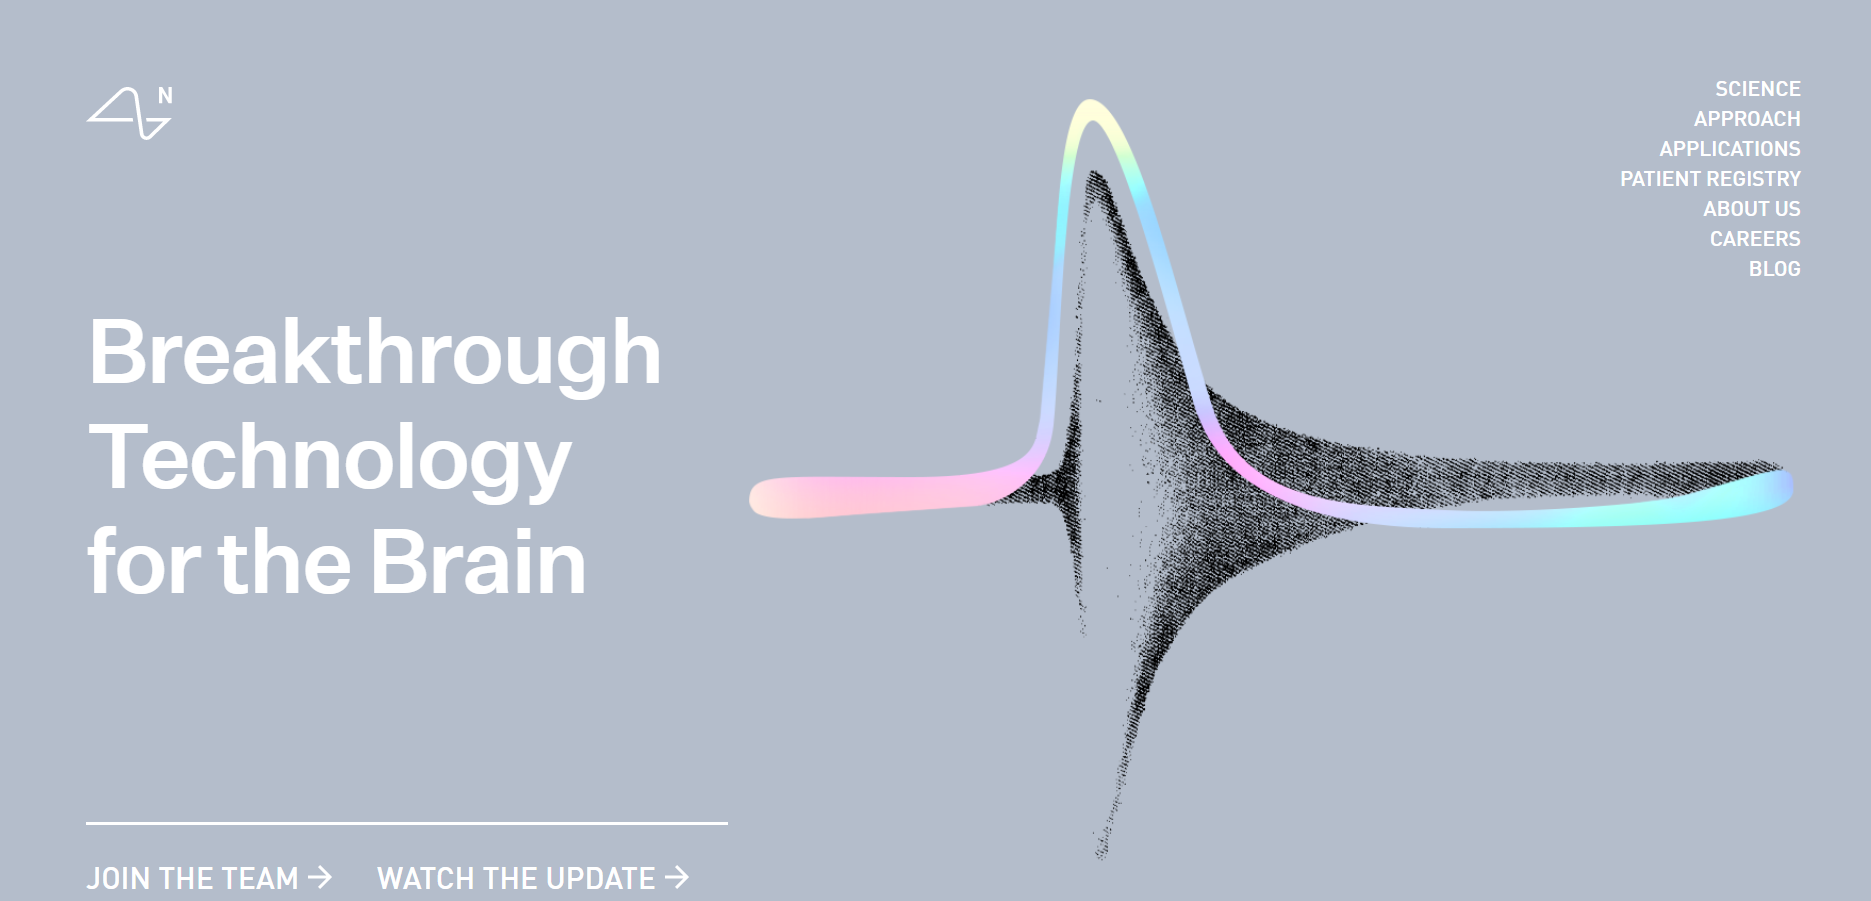 N
SCIENCE
APPROACH
APPLICATIONS
PATIENT REGISTRY
ABOUT US
CAREERS
BLOG
Breakthrough
Technology
for the Brain
JOIN THE TEAM → WATCH THE UPDATE →